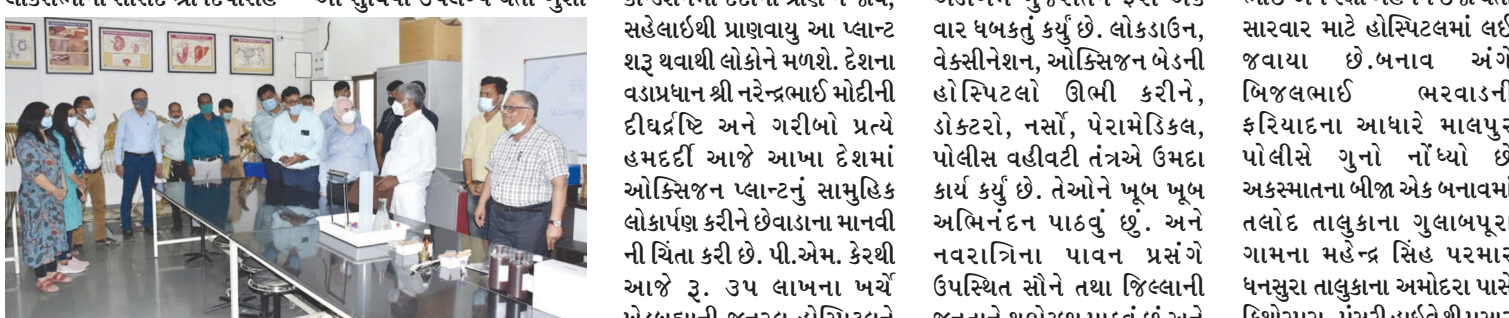 સહેલાઇથી પ્રાણવાયુ આ પ્લાન્ટ
શરૂ થવાથી લોકોને મળશે. દેશના
વડાપ્રધાન શ્રી નરેન્દ્રભાઈ મોદીની
દીર્ઘદ્રષ્ટિ અને ગરીબો પ્રત્યે
હમદર્દી આજે આખા દેશમાં
ઓક્સિજન પ્લાન્ટનું સામુહિક
લોકાર્પણ કરીને છેવાડાના માનવી
ની ચિંતા કરી છે. પી.એમ. કેરથી
આજે રૂ. ૩૫ લાખના ખર્ચે
વાર ધબકતું કર્યું છે. લોકડાઉન,
વેક્સીનેશન, ઓક્સિજન બેડની
હોસ્પિટલો ઊભી કરીને,
ડોક્ટરો, નર્સો, પેરામેડિકલ,
પોલીસ વહીવટી તંત્રએ ઉમદા
કાર્ય કર્યું છે. તેઓને ખૂબ ખૂબ
અભિનંદન પાઠવું છું. અને
નવરાત્રિના પાવન પ્રસંગે
ઉપસ્થિત સૌને તથા જિલ્લાની
સારવાર માટે હોસ્પિટલમાં લઇ
જવાયા છે.બનાવ અંગે
બિજલભાઈ ભરવાડની
ફરિયાદના આધારે માલપુર
પોલીસે ગુનો નોંધ્યો છે
અકસ્માતના બીજા એક બનાવમાં
તલોદ તાલુકાના ગુલાબપૂરા
ગામના મહેન્દ્ર સિંહ પરમાર
ધનસુરા તાલુકાના અમોદરા પાસે